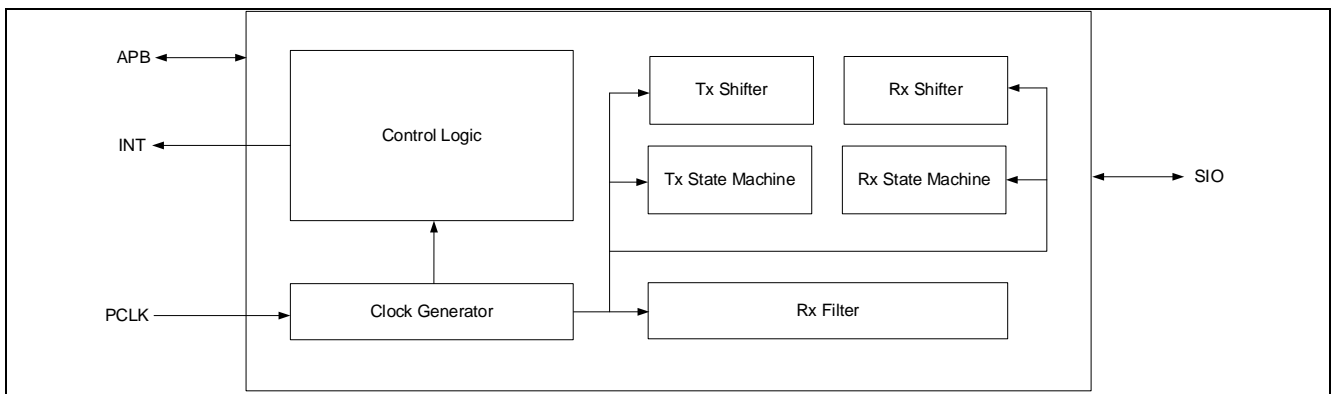 APB
INT
PCLK
Control Logic
Clock Generator
Tx Shifter
Rx Shifter
Tx State Machine
Rx State Machine
Rx Filter
SIO